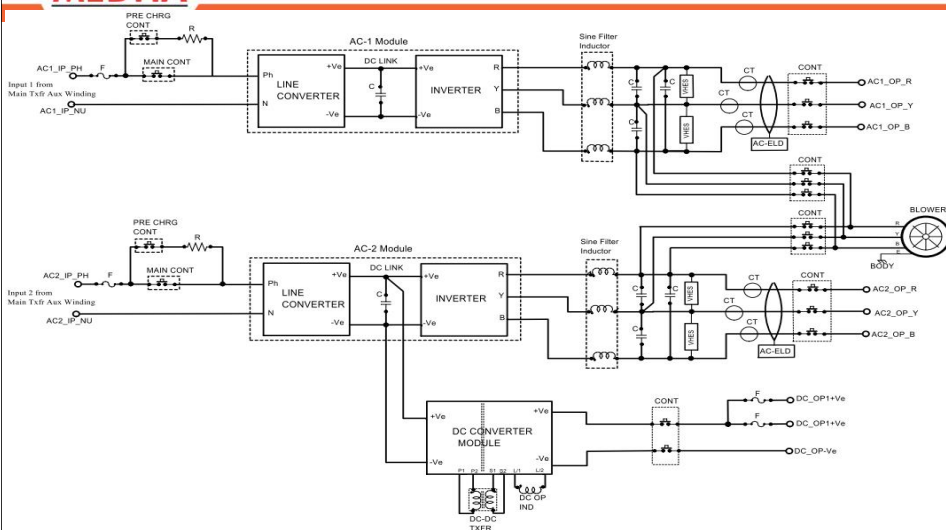 PRE CHRG
CONT
R
AC1_IP_PH
F
MAIN CONT
Input 1 from
Main Txfr Aux Winding
AC1_IP_NU
AC-1 Module
Ph
N
LINE
CONVERTER
+Ve
-Ve
DC LINK
C
+Ve
-Ve
INVERTER
R
Y
B
Sine Filter
Inductor
C
C
C
VHES
VHES
CT
CT
CT
AC-ELD
CONT
AC1_OP_R
AC1_OP_Y
AC1_OP_B
CONT
PRE CHRG
CONT
R
AC2_IP_PH
F
MAIN CONT
Input 2 from
Main Txfr Aux Winding
AC2_IP_NU
AC-2 Module
Ph
N
LINE
CONVERTER
+Ve
-Ve
DC LINK
C
+Ve
-Ve
INVERTER
R
Y
B
Sine Filter
Inductor
C
C
C
VHES
VHES
CONT
BLOWER
R
Y
BODY
CT
CT
CT
AC-ELD
CONT
AC2_OP_R
AC2_OP_Y
AC2_OP_B
+Ve
-Ve
DC CONVERTER
MODULE
+Ve
-Ve
P1 P2 S1 S2 L/1 L/2
DC-DC
TXFR
DC OP
IND
CONT
F
DC_OP1+Ve
F
DC_OP1+Ve
DC_OP-Ve